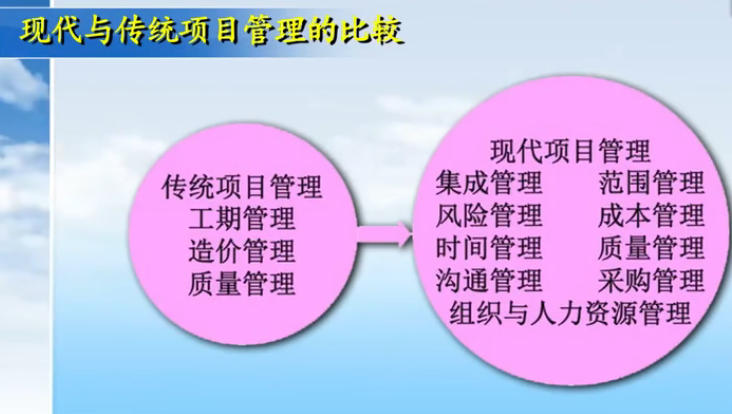 现代与传统项目管理的比较
传统项目管理
工期管理
造价管理
质量管理
现代项目管理
集成管理 范围管理
风险管理 成本管理
时间管理 质量管理
沟通管理 采购管理
组织与人力资源管理